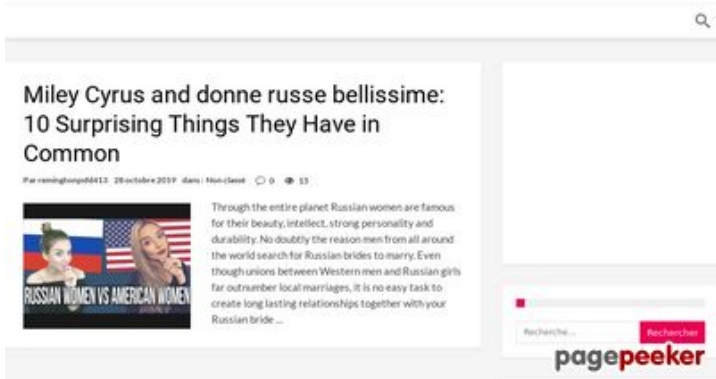 Miley Cyrus and donne russe bellissime:
10 Surprising Things They Have in
Common
Par remingtonpdd413 28 octobre 2019 dans : Non classé 0 15
Through the entire planet Russian women are famous
for their beauty, intellect, strong personality and
durability. No doubtly the reason men from all around
the world search for Russian brides to marry. Even
though unions between Western men and Russian girls
far outnumber local marriages, it is no easy task to
create long lasting relationships together with your
Russian bride ...
RUSSIAN WOMEN VS AMERICAN WOMEN
Recherche... Rechercher
pagepeeker